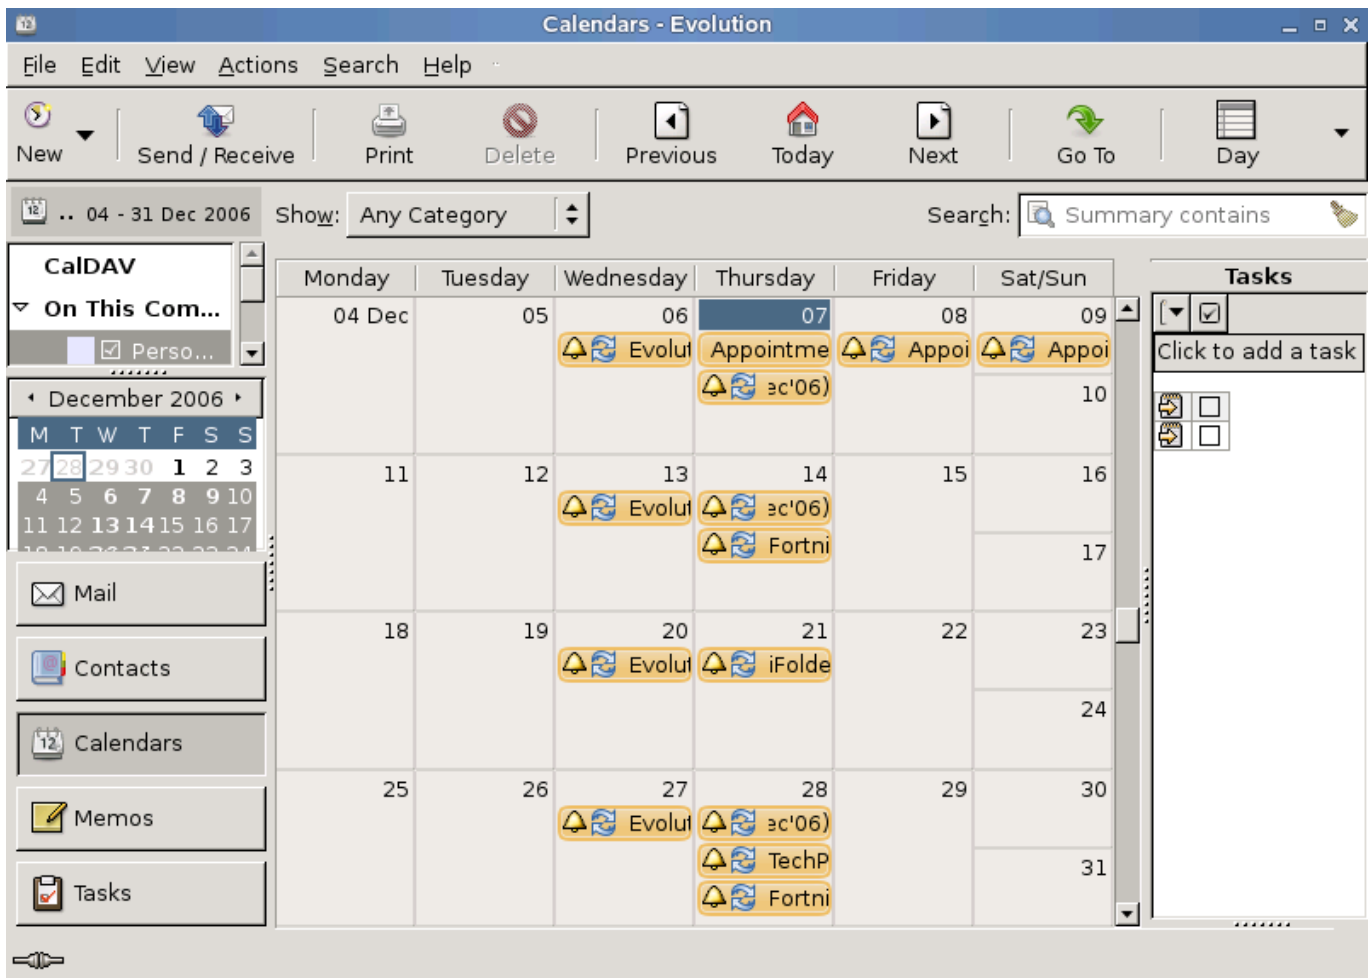 Calendars - Evolution
File Edit View Actions Search Help
New Send / Receive Print Delete Previous Today Next Go To Day
.. 04 - 31 Dec 2006 Show: Any Category Search: Summary contains
CalDAV
On This Com...
Perso...
December 2006
M T W T F S S
27 28 29 30 1 2 3
4 5 6 7 8 9 10
11 12 13 14 15 16 17
Mail
Contacts
Calendars
Memos
Tasks
Monday Tuesday Wednesday Thursday Friday Sat/Sun
04 Dec 05 06 07 08 09
Evolut Appointme Appoi Appoi
ec'06)
10
11 12 13 14 15 16
Evolut ec'06)
Fortni
17
18 19 20 21 22 23
Evolut iFolde
24
25 26 27 28 29 30
Evolut ec'06)
TechP
31
Fortni
Tasks
Click to add a task